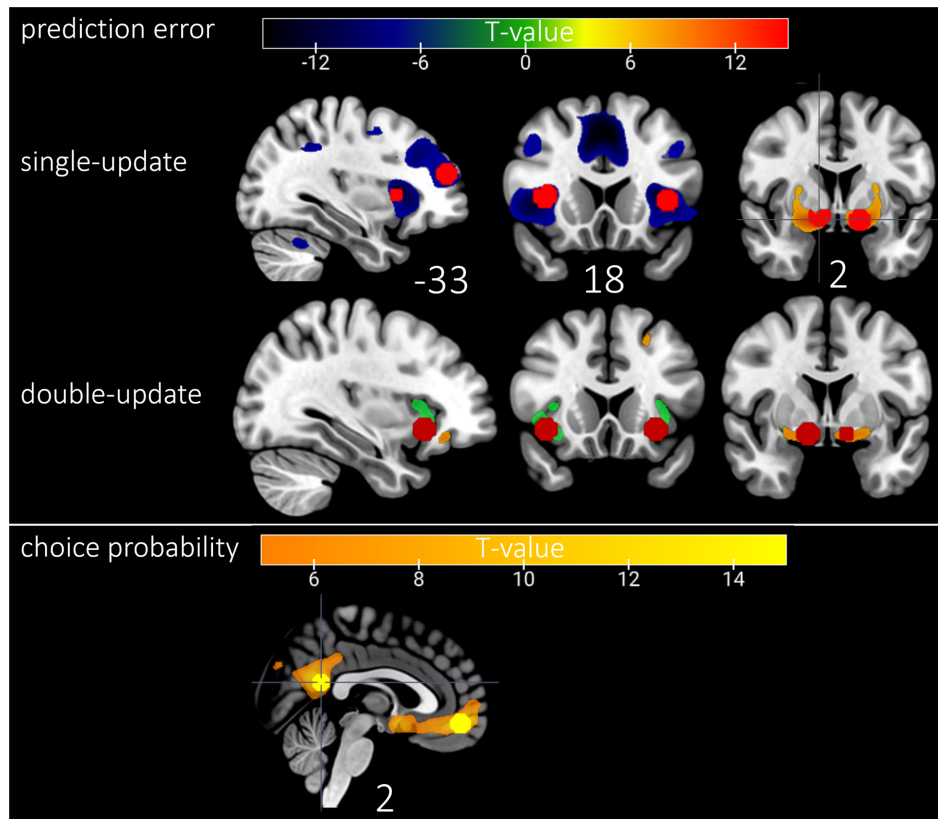 prediction error
T-value
-12 -6 0 6 12
single-update
-33 18 2
double-update
choice probability
T-value
6 8 10 12 14
2